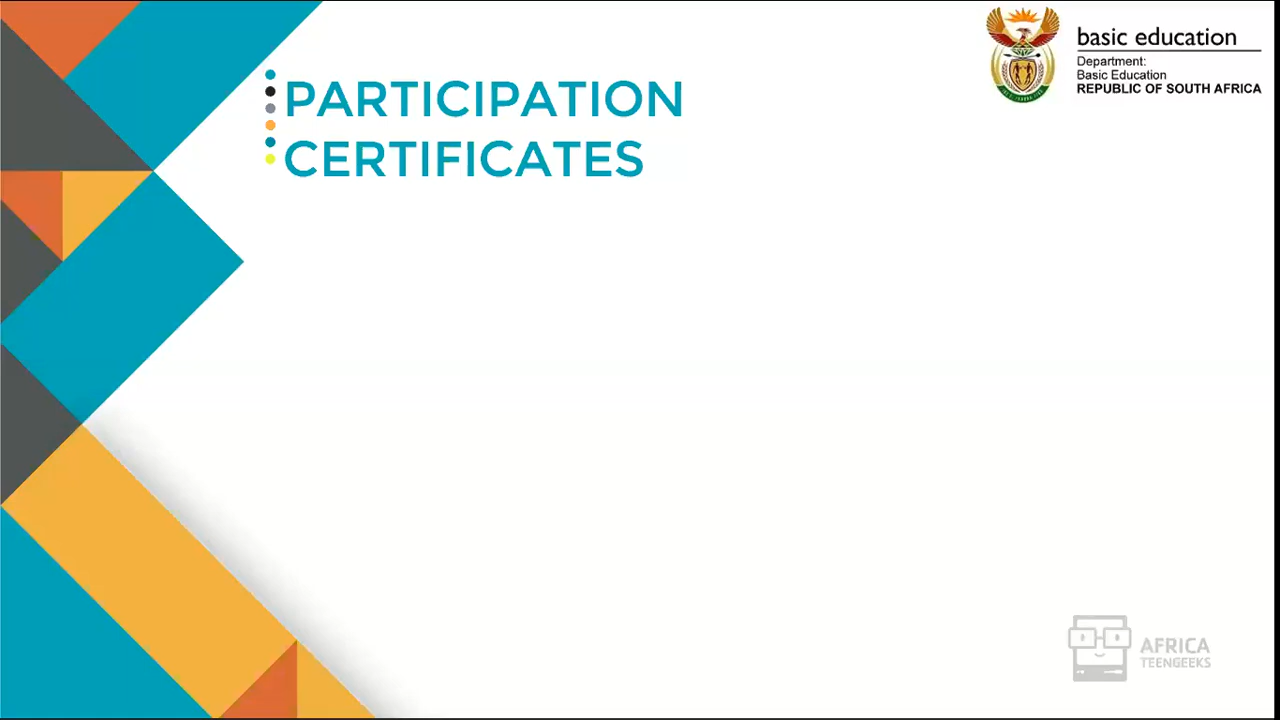 PARTICIPATION
CERTIFICATES
basic education
Department:
Basic Education
REPUBLIC OF SOUTH AFRICA
AFRICA
TEENGEEKS